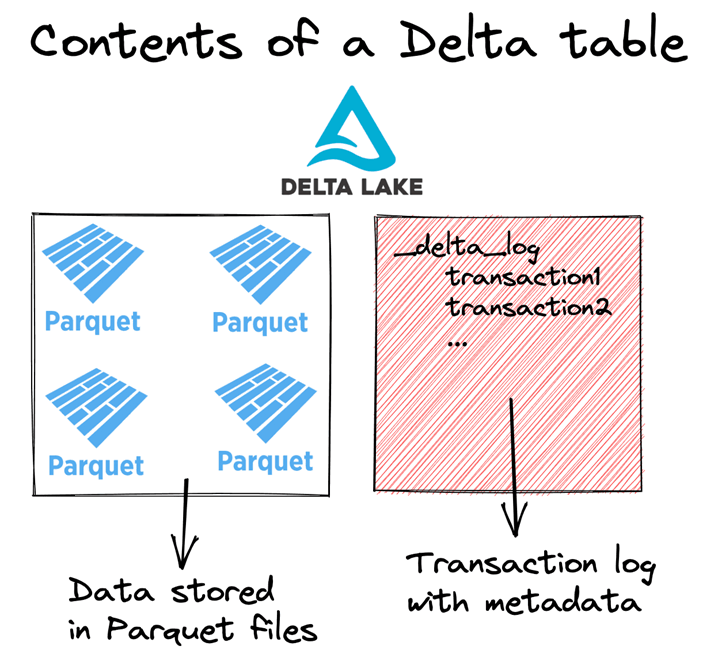 Contents of a Delta table
DELTA LAKE
Parquet
Parquet
Parquet
Parquet
_delta_log
transaction1
transaction2
...
Data stored
in Parquet files
Transaction log
with metadata